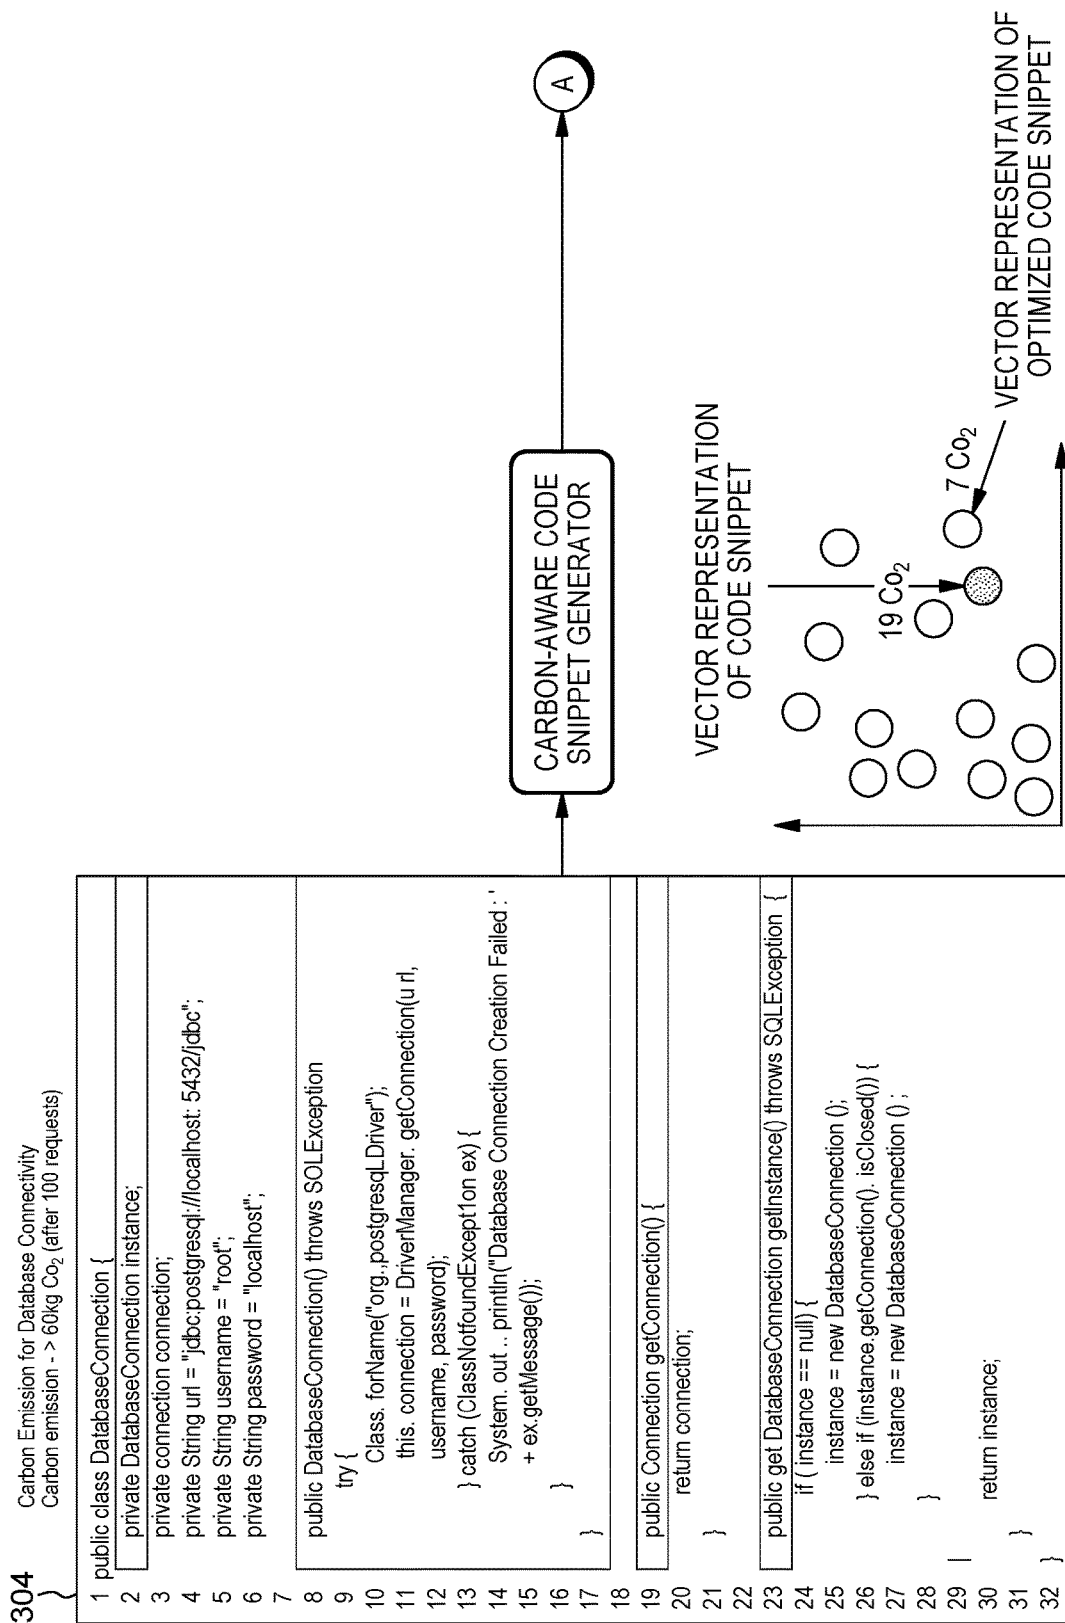 304
Carbon Emission for Database Connectivity
Carbon emission - > 60kg Co₂ (after 100 requests)
1 public class DatabaseConnection {
2 private DatabaseConnection instance;
3 private connection connection;
4 private String url = "jdbc:postgresql://localhost: 5432/jdbc";
5 private String username = "root";
6 private String password = "localhost";
7
8 public DatabaseConnection() throws SOLException
9 try {
10 Class. forName("org.,postgresqLDriver");
11 this. connection = DriverManager. getConnection(u rl,
12 username, password);
13 } catch (ClassNotfoundExcept1on ex) {
14 System. out .. println("Database Connection Creation Failed : '
15 + ex.getMessage());
16 }
17 }
18
19 public Connection getConnection() {
20 return connection;
21 }
22
23 public get DatabaseConnection getInstance() throws SQLException {
24 if ( instance == null) {
25 instance = new DatabaseConnection ();
26 } else if (instance.getConnection(). isClosed()) {
27 instance = new DatabaseConnection () ;
28 }
29 |
30 return instance;
31 }
32 }
CARBON-AWARE CODE
SNIPPET GENERATOR
A
VECTOR REPRESENTATION
OF CODE SNIPPET
19 Co₂
7 Co₂
VECTOR REPRESENTATION OF
OPTIMIZED CODE SNIPPET